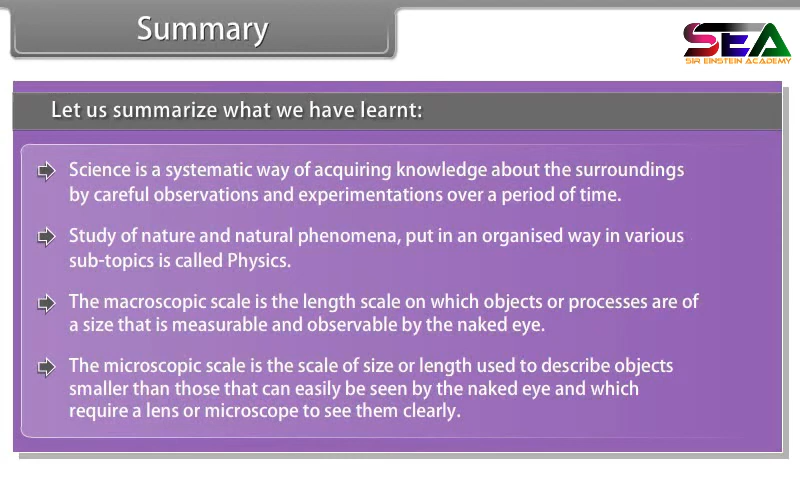 Summary
SEA
SIR EINSTEIN ACADEMY
Let us summarize what we have learnt:
Science is a systematic way of acquiring knowledge about the surroundings
by careful observations and experimentations over a period of time.
Study of nature and natural phenomena, put in an organised way in various
sub-topics is called Physics.
The macroscopic scale is the length scale on which objects or processes are of
a size that is measurable and observable by the naked eye.
The microscopic scale is the scale of size or length used to describe objects
smaller than those that can easily be seen by the naked eye and which
require a lens or microscope to see them clearly.